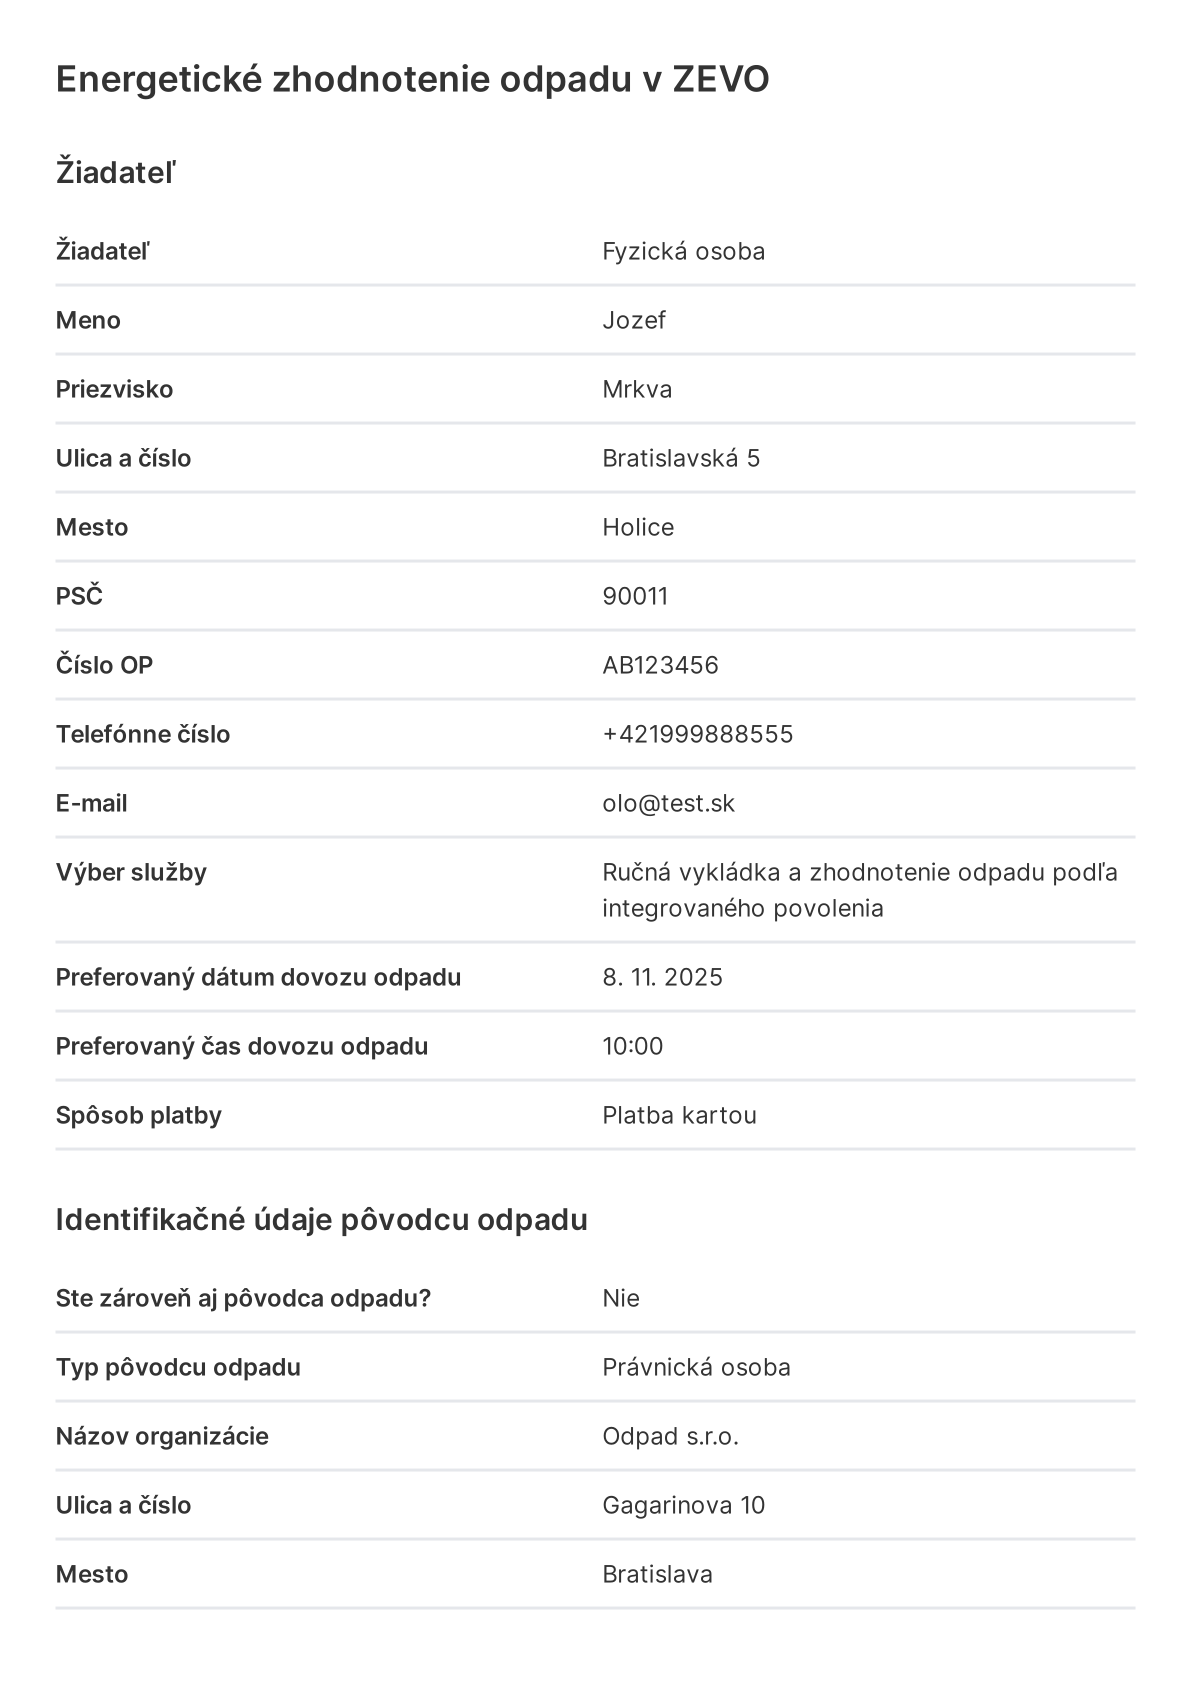 Energetické zhodnotenie odpadu v ZEVO
Žiadateľ
Žiadateľ Fyzická osoba
Meno Jozef
Priezvisko Mrkva
Ulica a číslo Bratislavská 5
Mesto Holice
PSČ 90011
Číslo OP AB123456
Telefónne číslo +421999888555
E-mail olo@test.sk
Výber služby Ručná vykládka a zhodnotenie odpadu podľa
integrovaného povolenia
Preferovaný dátum dovozu odpadu 8. 11. 2025
Preferovaný čas dovozu odpadu 10:00
Spôsob platby Platba kartou
Identifikačné údaje pôvodcu odpadu
Ste zároveň aj pôvodca odpadu? Nie
Typ pôvodcu odpadu Právnická osoba
Názov organizácie Odpad s.r.o.
Ulica a číslo Gagarinova 10
Mesto Bratislava